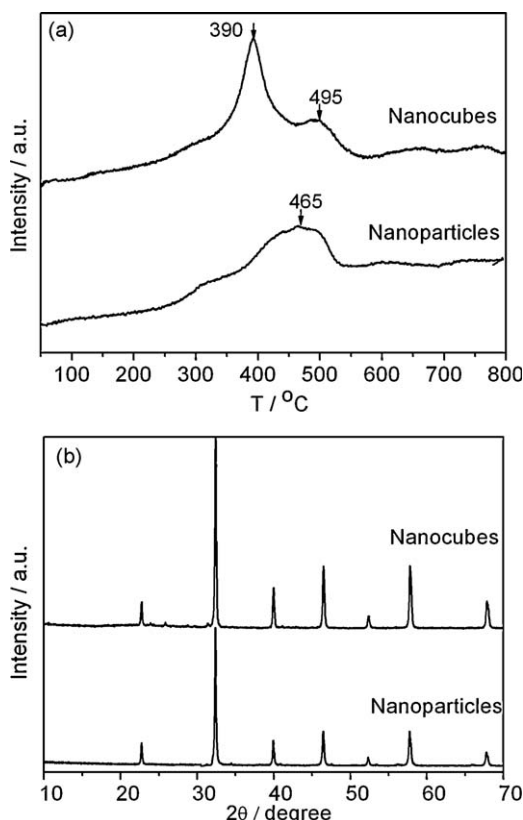 (a)
390
495
Nanocubes
465
Nanoparticles
Intensity / a.u.
100 200 300 400 500 600 700 800
T / °C
(b)
Nanocubes
Nanoparticles
Intensity / a.u.
10 20 30 40 50 60 70
2θ / degree